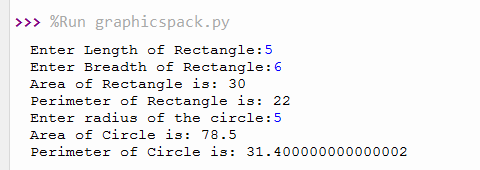 >>> %Run graphicspack.py
Enter Length of Rectangle:5
Enter Breadth of Rectangle:6
Area of Rectangle is: 30
Perimeter of Rectangle is: 22
Enter radius of the circle:5
Area of Circle is: 78.5
Perimeter of Circle is: 31.400000000000002